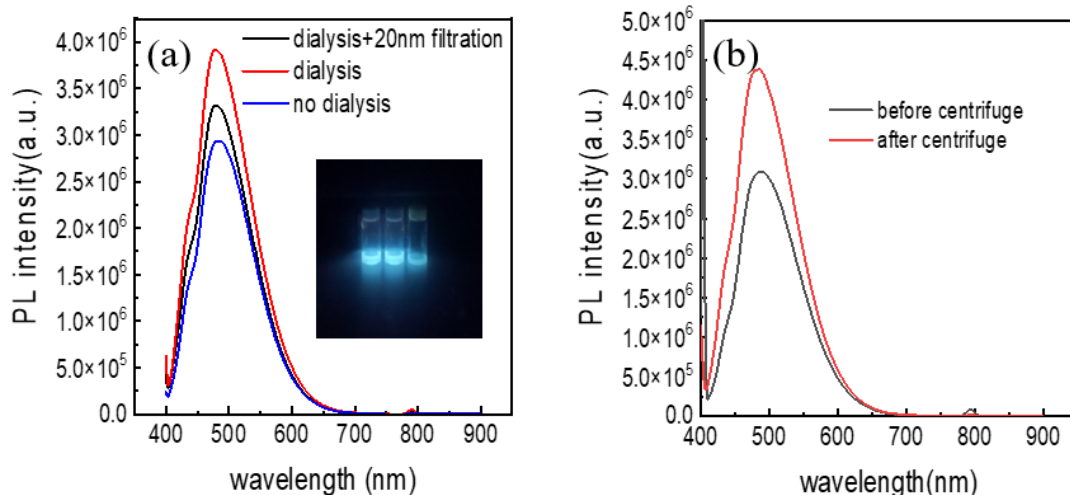 (a)
dialysis+20nm filtration
dialysis
no dialysis
PL intensity(a.u.)
4.0×10⁶
3.5×10⁶
3.0×10⁶
2.5×10⁶
2.0×10⁶
1.5×10⁶
1.0×10⁶
5.0×10⁵
0.0
400 500 600 700 800 900
wavelength (nm)
(b)
before centrifuge
after centrifuge
PL intensity(a.u.)
5.0×10⁶
4.5×10⁶
4.0×10⁶
3.5×10⁶
3.0×10⁶
2.5×10⁶
2.0×10⁶
1.5×10⁶
1.0×10⁶
5.0×10⁵
0.0
400 500 600 700 800 900
wavelength(nm)